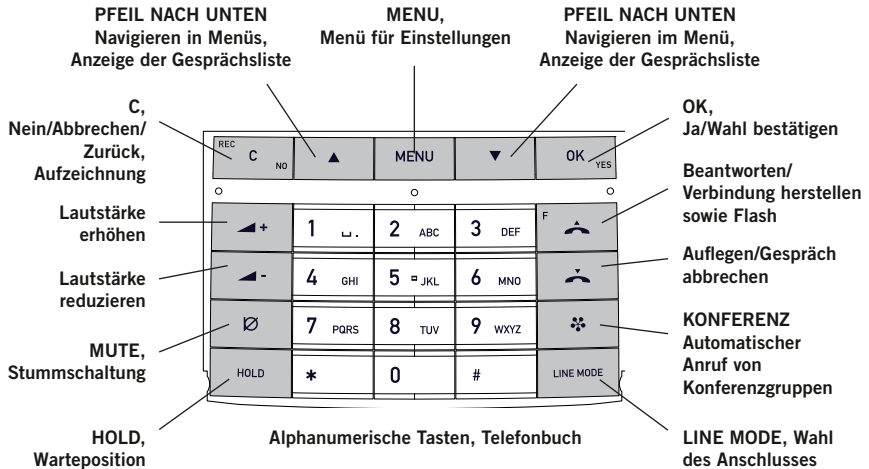 PFEIL NACH UNTEN
Navigieren in Menüs,
Anzeige der Gesprächsliste
MENU,
Menü für Einstellungen
PFEIL NACH UNTEN
Navigieren im Menü,
Anzeige der Gesprächsliste
C,
Nein/Abbrechen/
Zurück,
Aufzeichnung
Lautstärke
erhöhen
Lautstärke
reduzieren
MUTE,
Stummschaltung
HOLD,
Warteposition
REC C NO
MENU
OK YES
+ 1 2 ABC 3 DEF F
- 4 GHI 5 JKL 6 MNO
7 PQRS 8 TUV 9 WXYZ
HOLD * 0 # LINE MODE
Alphanumerische Tasten, Telefonbuch
OK,
Ja/Wahl bestätigen
Beantworten/
Verbindung herstellen
sowie Flash
Auflegen/Gespräch
abbrechen
KONFERENZ
Automatischer
Anruf von
Konferenzgruppen
LINE MODE, Wahl
des Anschlusses